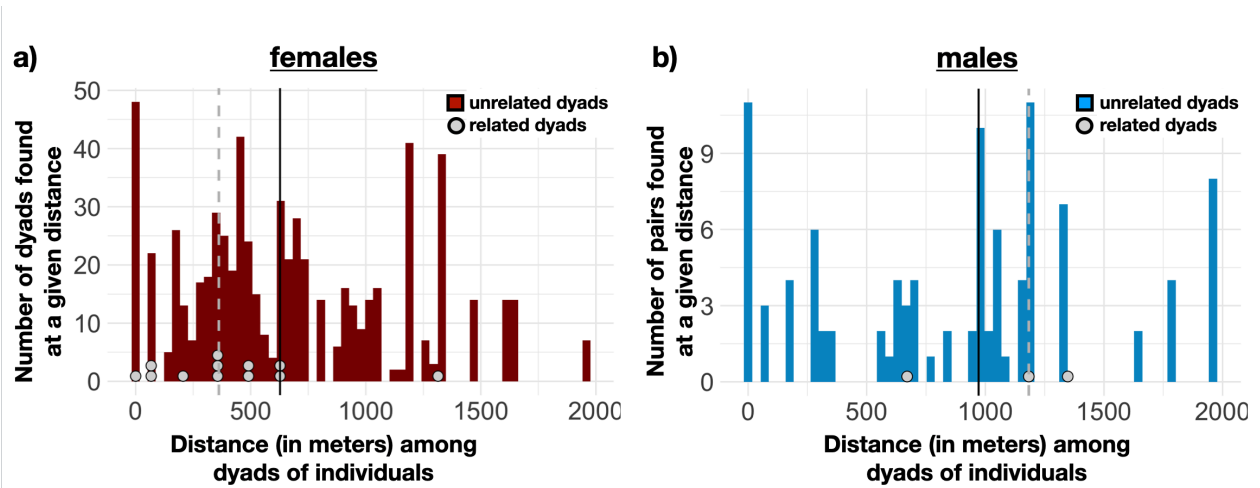 a)
females
Number of dyads found
at a given distance
50
40
30
20
10
0
unrelated dyads
related dyads
0
500
1000
1500
2000
Distance (in meters) among
dyads of individuals
b)
males
Number of pairs found
at a given distance
9
6
3
0
unrelated dyads
related dyads
0
500
1000
1500
2000
Distance (in meters) among
dyads of individuals